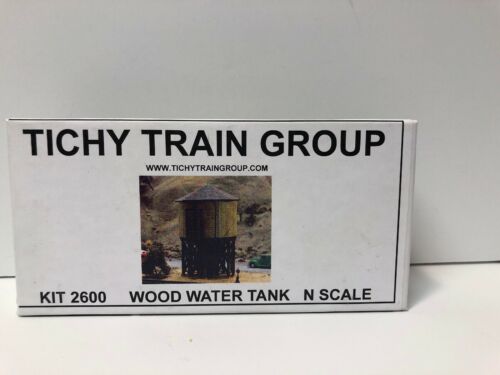 TICHY TRAIN GROUP
WWW.TICHYTRAINGROUP.COM
KIT 2600 WOOD WATER TANK N SCALE